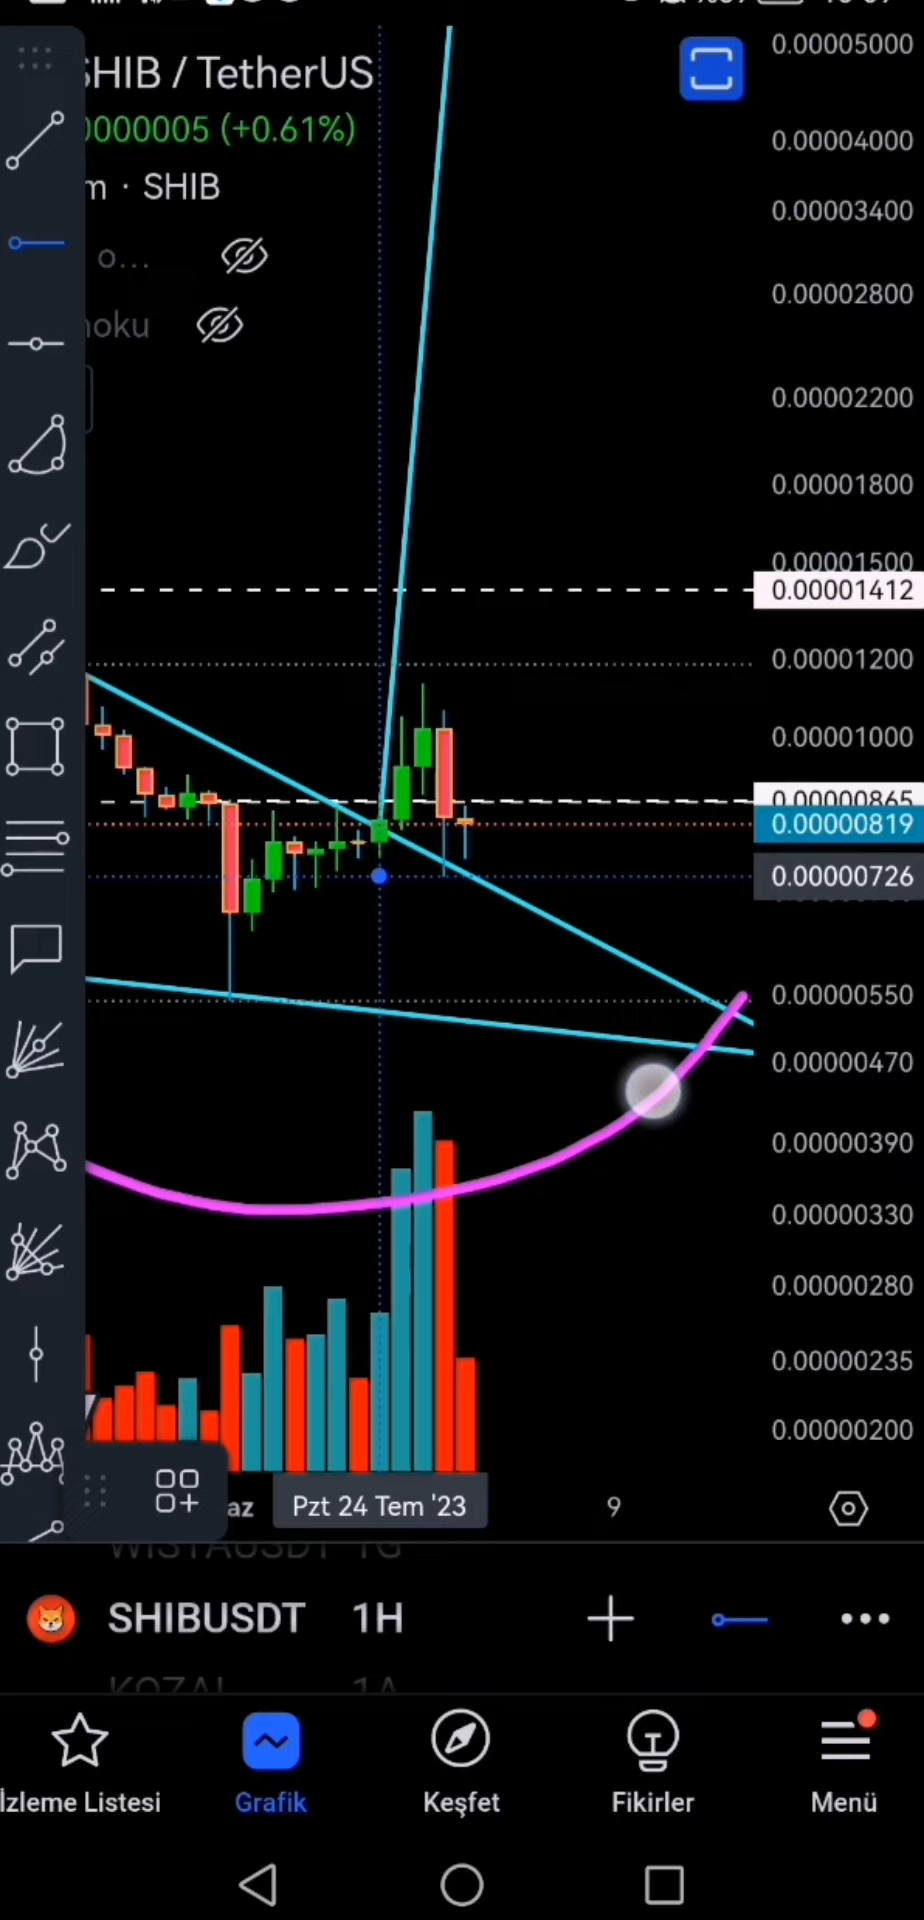 SHIB / TetherUS
0000005 (+0.61%)
m · SHIB
o...
noku
0.00005000
0.00004000
0.00003400
0.00002800
0.00002200
0.00001800
0.00001500
0.00001412
0.00001200
0.00001000
0.00000865
0.00000819
0.00000726
0.00000550
0.00000470
0.00000390
0.00000330
0.00000280
0.00000235
0.00000200
az
Pzt 24 Tem '23
9
SHIBUSDT 1H
İzleme Listesi
Grafik
Keşfet
Fikirler
Menü